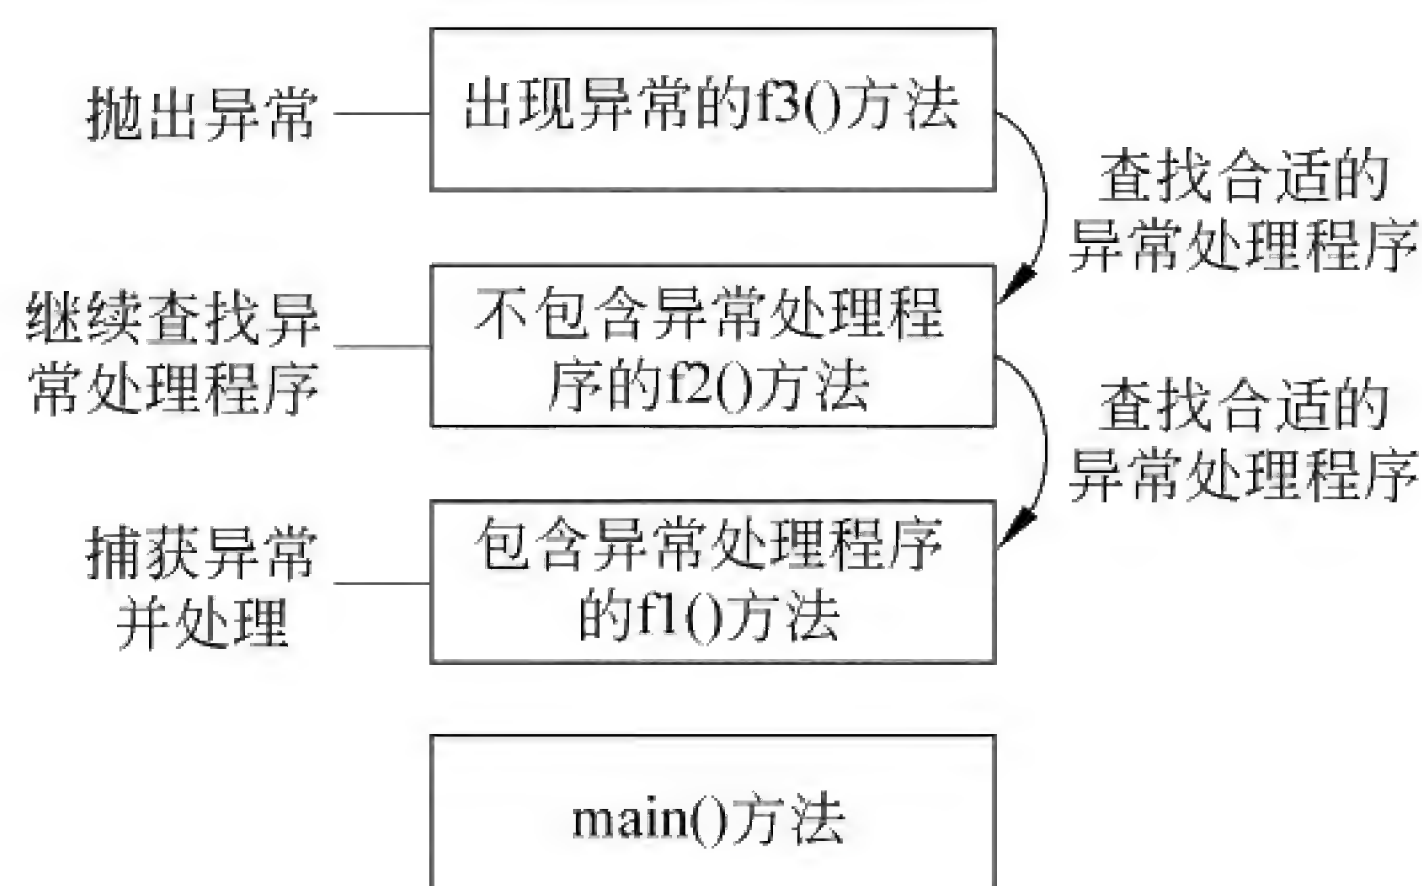 抛出异常
出现异常的f3()方法
查找合适的
异常处理程序
继续查找异
常处理程序
不包含异常处理程
序的f2()方法
查找合适的
异常处理程序
捕获异常
并处理
包含异常处理程序
的f1()方法
main()方法